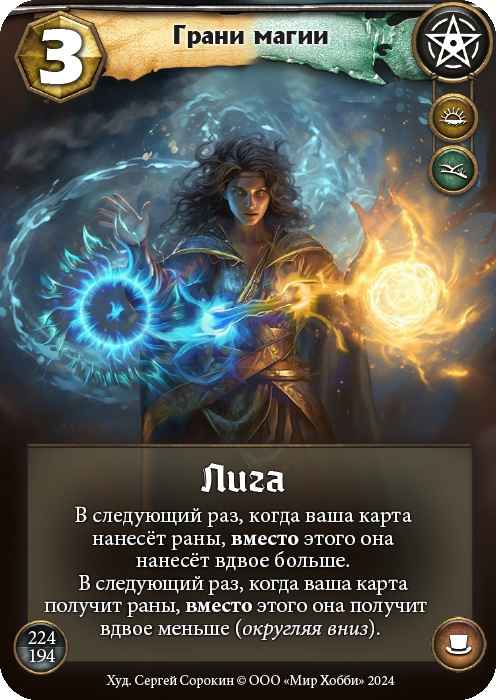 3
Грани магии
Лига
В следующий раз, когда ваша карта
нанесёт раны, вместо этого она
нанесёт вдвое больше.
В следующий раз, когда ваша карта
получит раны, вместо этого она получит
вдвое меньше (округляя вниз).
224
194
Худ. Сергей Сорокин © ООО «Мир Хобби» 2024